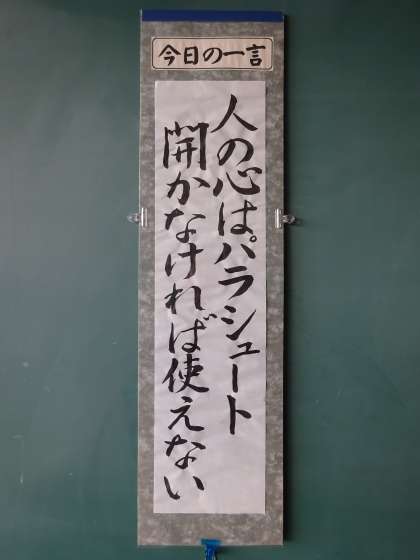 今日の一言
人の心はパラシュート
開かなければ使えない